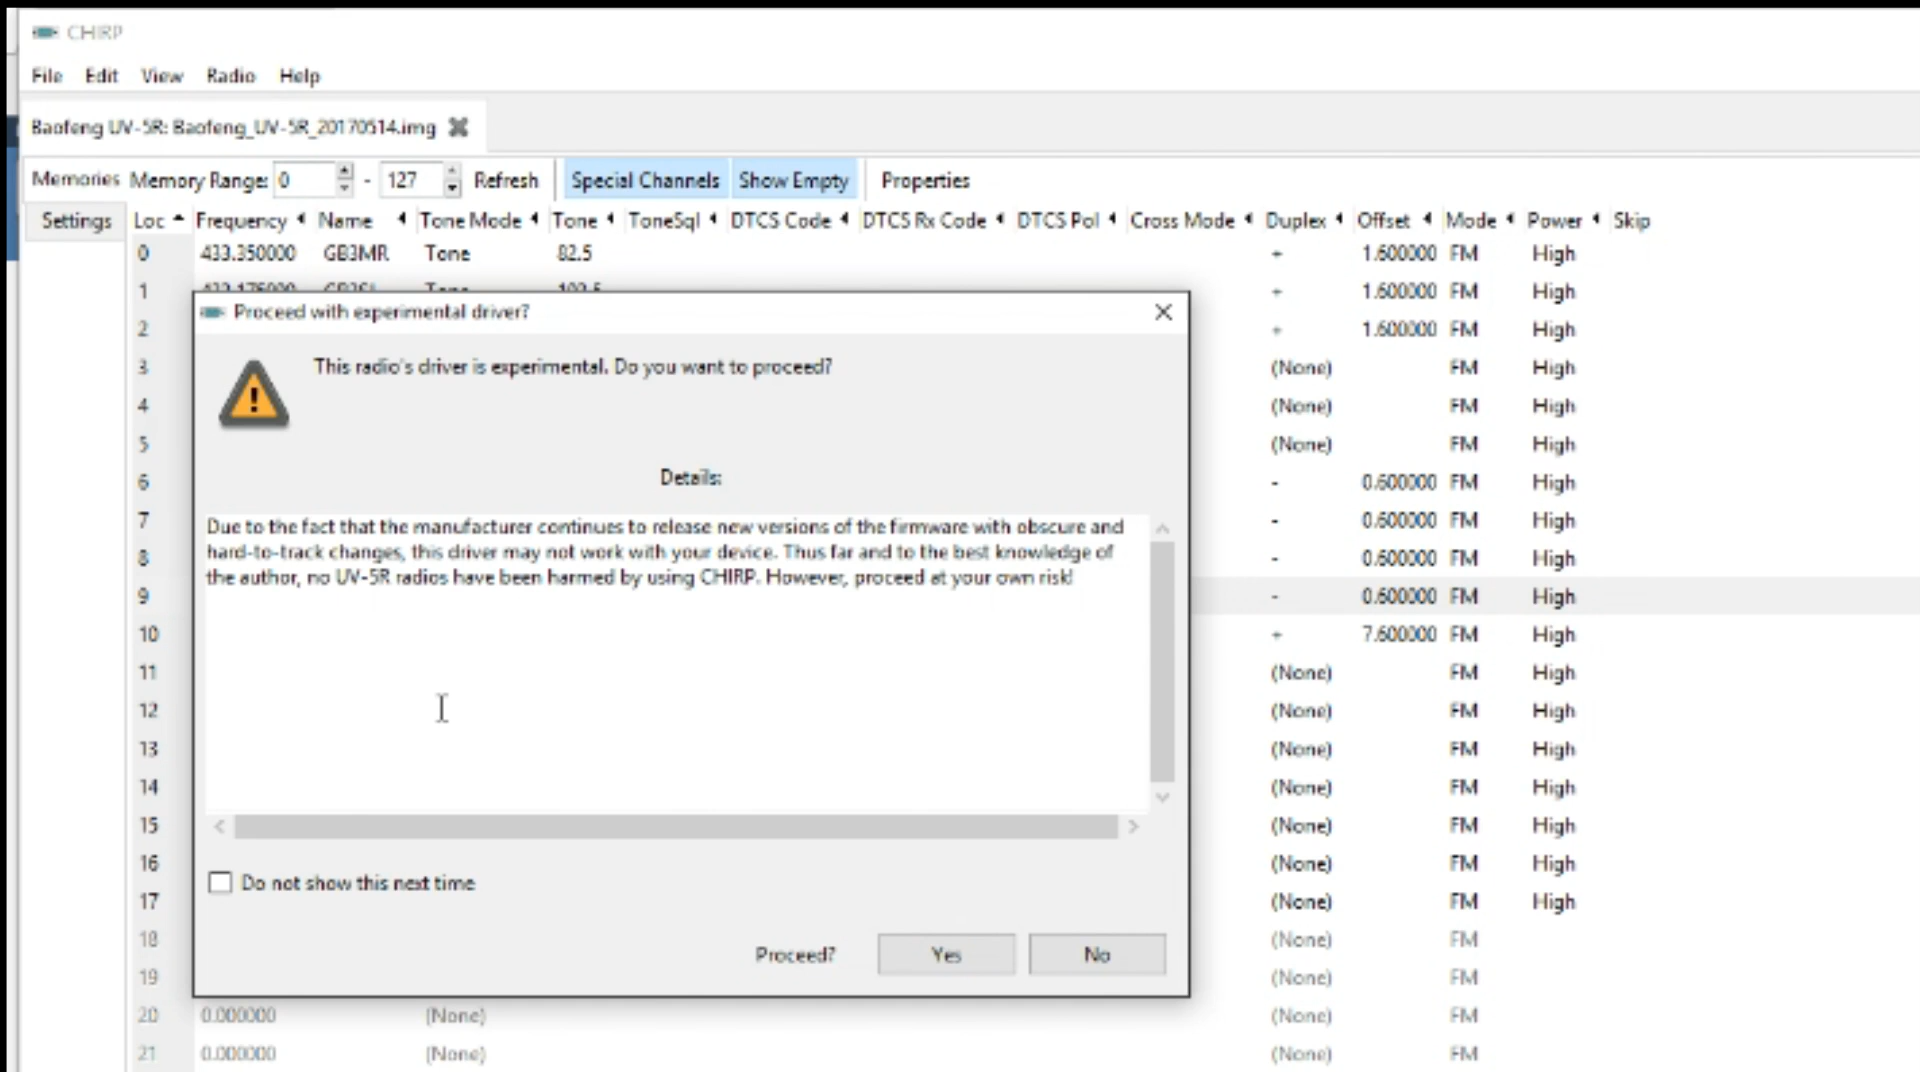 CHIRP
File Edit View Radio Help
Baofeng UV-5R: Baofeng_UV-5R_20170514.img
Memories Memory Range: 0 - 127 Refresh Special Channels Show Empty Properties
Settings
Loc Frequency Name Tone Mode Tone ToneSql DTCS Code DTCS Rx Code DTCS Pol Cross Mode Duplex Offset Mode Power Skip
0 433.350000 GB3MR Tone 82.5 + 1.600000 FM High
1 + 1.600000 FM High
2 + 1.600000 FM High
3 (None) FM High
4 (None) FM High
5 (None) FM High
6 - 0.600000 FM High
7 - 0.600000 FM High
8 - 0.600000 FM High
9 - 0.600000 FM High
10 + 7.600000 FM High
11 (None) FM High
12 (None) FM High
13 (None) FM High
14 (None) FM High
15 (None) FM High
16 (None) FM High
17 (None) FM High
18 (None) FM
19 (None) FM
20 0.000000 (None) (None) FM
21 0.000000 (None) (None) FM
Proceed with experimental driver?
This radio's driver is experimental. Do you want to proceed?
Details:
Due to the fact that the manufacturer continues to release new versions of the firmware with obscure and
hard-to-track changes, this driver may not work with your device. Thus far and to the best knowledge of
the author, no UV-5R radios have been harmed by using CHIRP. However, proceed at your own risk!
Do not show this next time
Proceed? Yes No